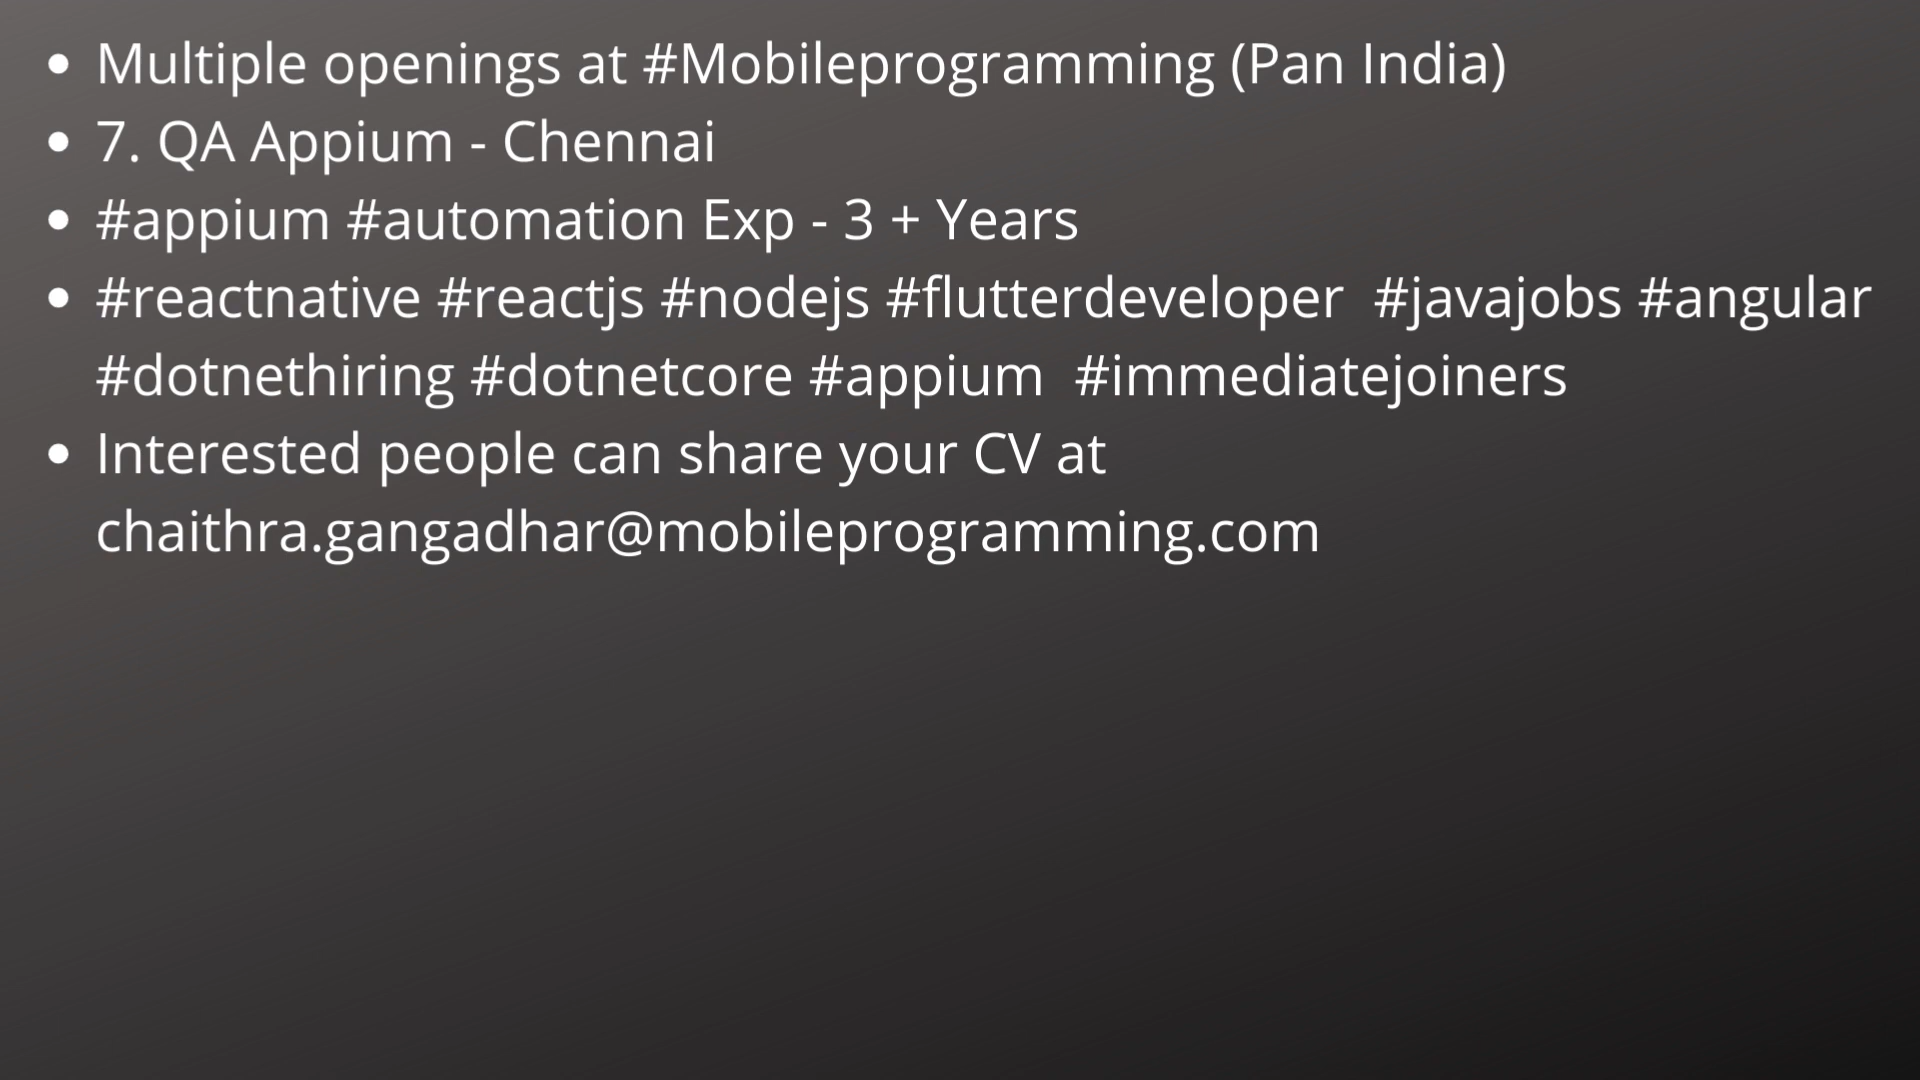 • Multiple openings at #Mobileprogramming (Pan India)
• 7. QA Appium - Chennai
• #appium #automation Exp - 3 + Years
• #reactnative #reactjs #nodejs #flutterdeveloper  #javajobs #angular
#dotnethiring #dotnetcore #appium  #immediatejoiners
• Interested people can share your CV at
chaithra.gangadhar@mobileprogramming.com